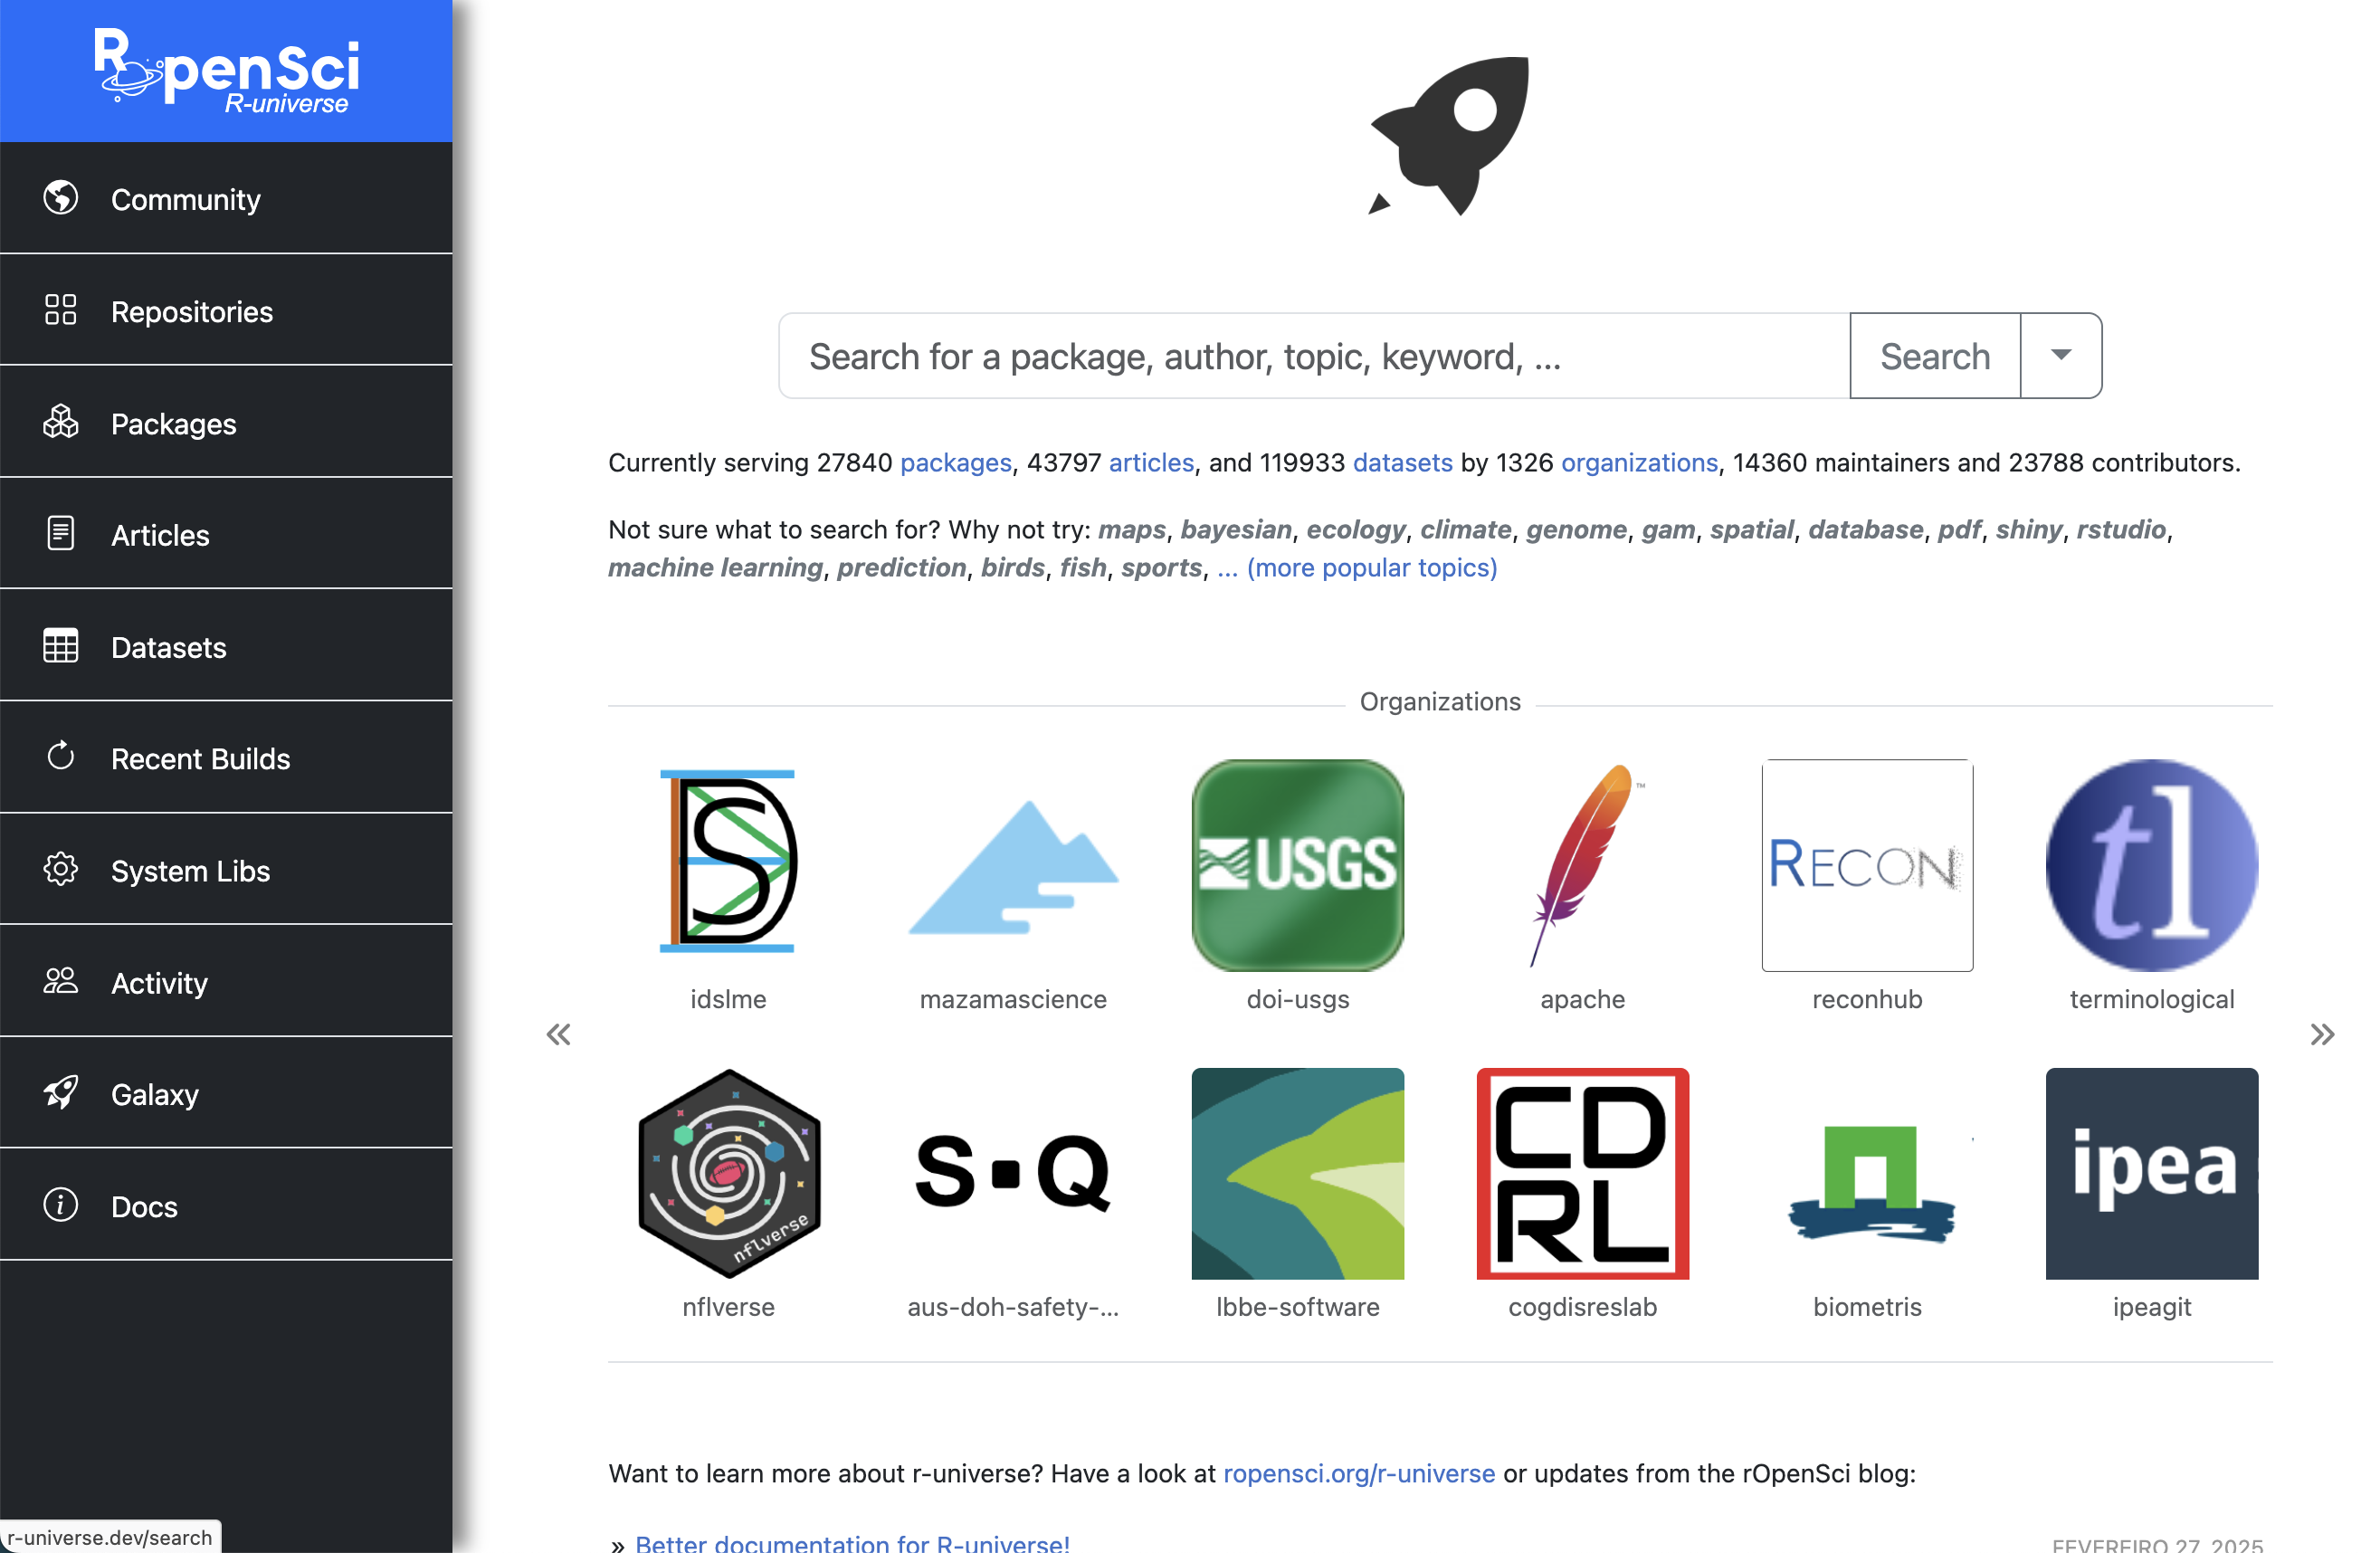 RopenSci
R-universe
Community
Repositories
Packages
Articles
Datasets
Recent Builds
System Libs
Activity
Galaxy
Docs
r-universe.dev/search
Search for a package, author, topic, keyword, ...
Search
Currently serving 27840 packages, 43797 articles, and 119933 datasets by 1326 organizations, 14360 maintainers and 23788 contributors.
Not sure what to search for? Why not try: maps, bayesian, ecology, climate, genome, gam, spatial, database, pdf, shiny, rstudio,
machine learning, prediction, birds, fish, sports, ... (more popular topics)
Organizations
DS
USGS
TM
RECON
tl
idslme
mazamascience
doi-usgs
apache
reconhub
terminological
«
»
nflverse
S▪Q
CD
RL
ipea
nflverse
aus-doh-safety-...
lbbe-software
cogdisreslab
biometris
ipeagit
Want to learn more about r-universe? Have a look at ropensci.org/r-universe or updates from the rOpenSci blog:
» Better documentation for R-universe!
FEVEREIRO 27, 2025